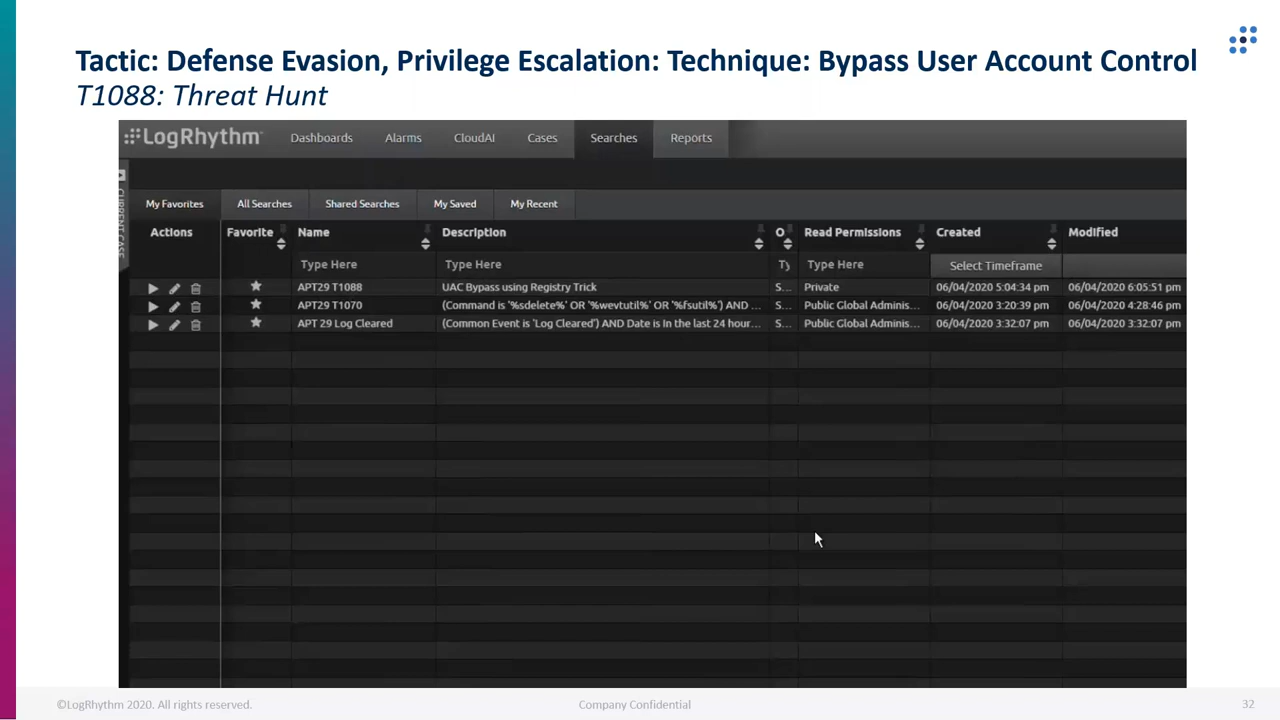 Tactic: Defense Evasion, Privilege Escalation: Technique: Bypass User Account Control
T1088: Threat Hunt
LogRhythm Dashboards Alarms CloudAI Cases Searches Reports
CURRENT CASE
My Favorites All Searches Shared Searches My Saved My Recent
Actions Favorite Name Description O Read Permissions Created Modified
Type Here Type Here Ty Type Here Select Timeframe
APT29 T1088 UAC Bypass using Registry Trick S... Private 06/04/2020 5:04:34 pm 06/04/2020 6:05:51 pm
APT29 T1070 (Command is '%sdelete%' OR '%wevtutil%' OR '%fsutil%') AND ... S... Public Global Adminis... 06/04/2020 3:20:39 pm 06/04/2020 4:28:46 pm
APT 29 Log Cleared (Common Event is 'Log Cleared') AND Date is In the last 24 hour... S... Public Global Adminis... 06/04/2020 3:32:07 pm 06/04/2020 3:32:07 pm
©LogRhythm 2020. All rights reserved. Company Confidential 32